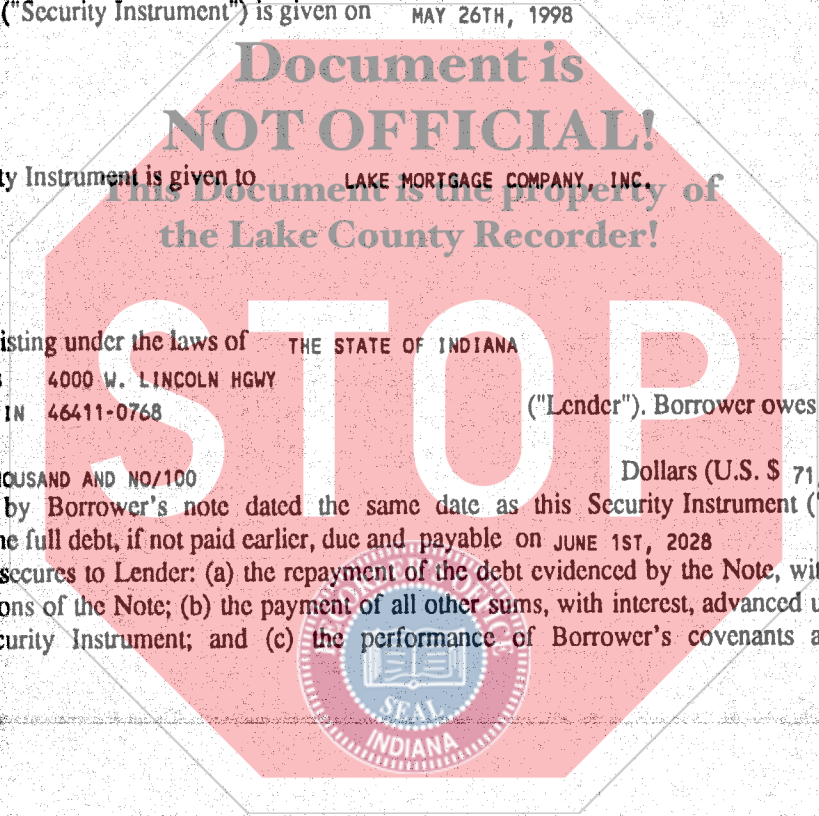 ("Security Instrument") is given on MAY 26TH, 1998
Document is
NOT OFFICIAL!
ty Instrument is given to LAKE MORTGAGE COMPANY, INC.
This Document is the property of
the Lake County Recorder!
isting under the laws of THE STATE OF INDIANA
4000 W. LINCOLN HGWY
IN 46411-0768 ("Lender"). Borrower owes
STOP
OUSAND AND NO/100 Dollars (U.S. $ 71,
by Borrower's note dated the same date as this Security Instrument ("
e full debt, if not paid earlier, due and payable on JUNE 1ST, 2028
secures to Lender: (a) the repayment of the debt evidenced by the Note, wit
ons of the Note; (b) the payment of all other sums, with interest, advanced u
curity Instrument; and (c) the performance of Borrower's covenants a
SEAL
INDIANA